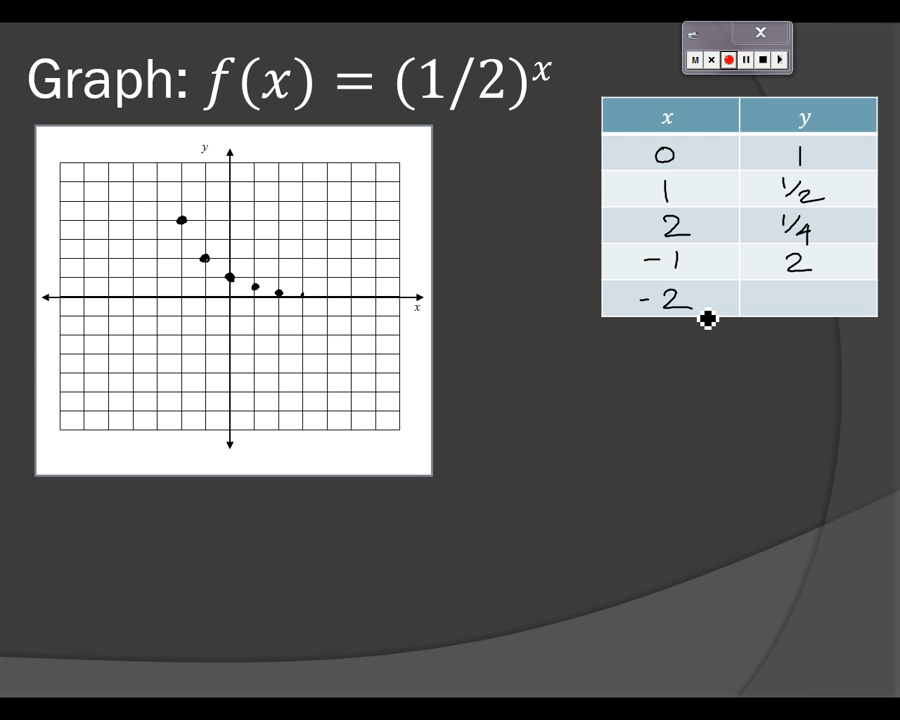 Graph: f(x) = (1/2)^x
M X
x y
0 1
1 1/2
2 1/4
-1 2
-2
y
x